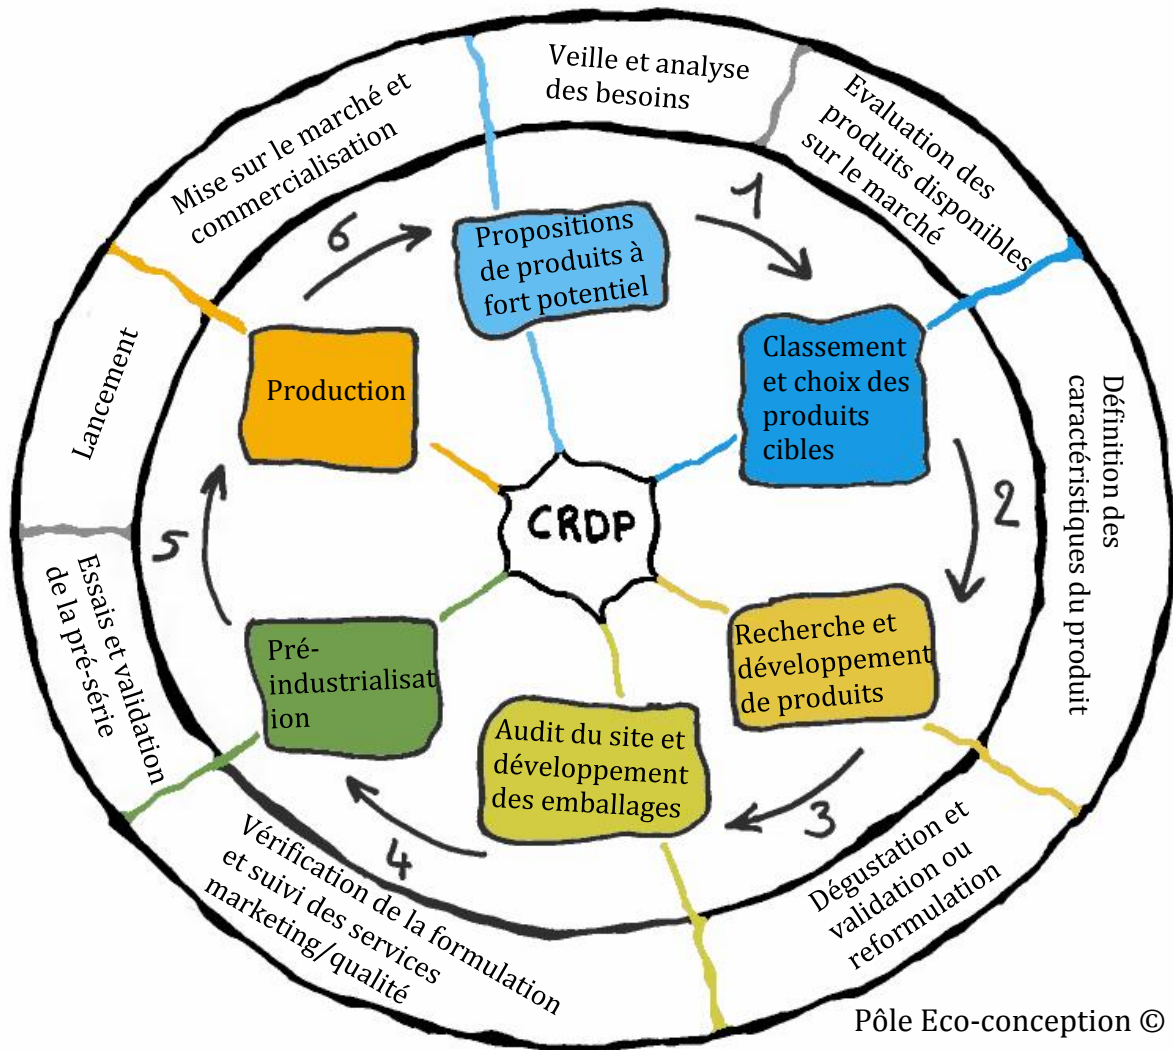 Veille et analyse
des besoins
Evaluation des
produits disponibles
sur le marché
Définition des
caractéristiques du produit
Dégustation et
validation ou
reformulation
Vérification de la formulation
et suivi des services
marketing/qualité
Essais et validation
de la pré-série
Lancement
Mise sur le marché et
commercialisation
1
2
3
4
5
6
Propositions
de produits à
fort potentiel
Classement
et choix des
produits
cibles
Recherche et
développement
de produits
Audit du site et
développement
des emballages
Pré-
industrialisat
ion
Production
CRDP
Pôle Eco-conception ©